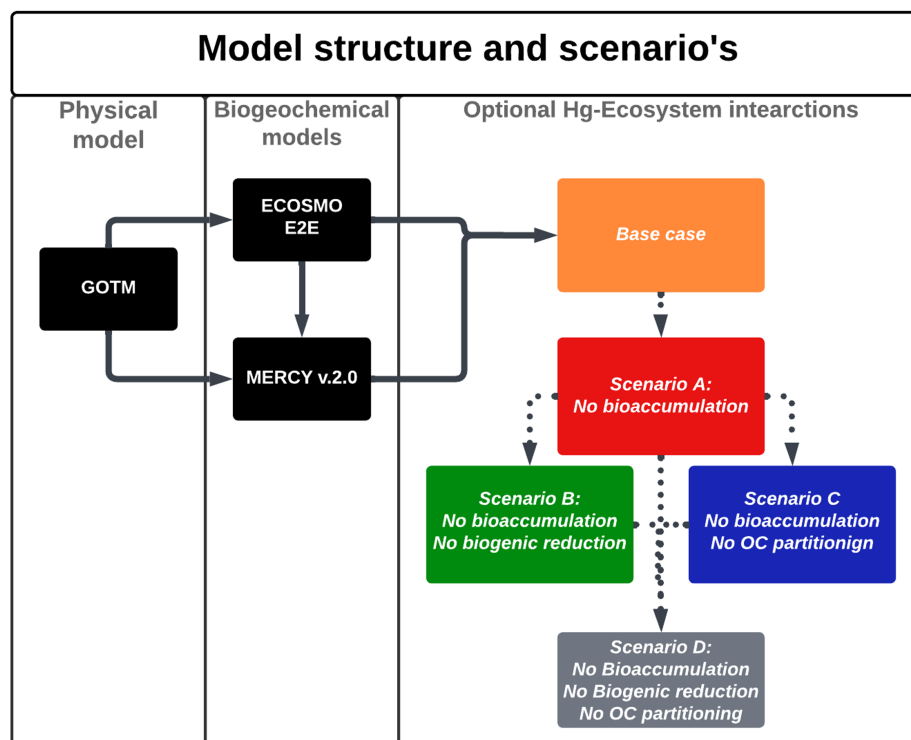 Model structure and scenario's
Physical
model
Biogeochemical
models
Optional Hg-Ecosystem intearctions
ECOSMO
E2E
GOTM
MERCY v.2.0
Base case
Scenario A:
No bioaccumulation
Scenario B:
No bioaccumulation
No biogenic reduction
Scenario C
No bioaccumulation
No OC partitionign
Scenario D:
No Bioaccumulation
No Biogenic reduction
No OC partitioning